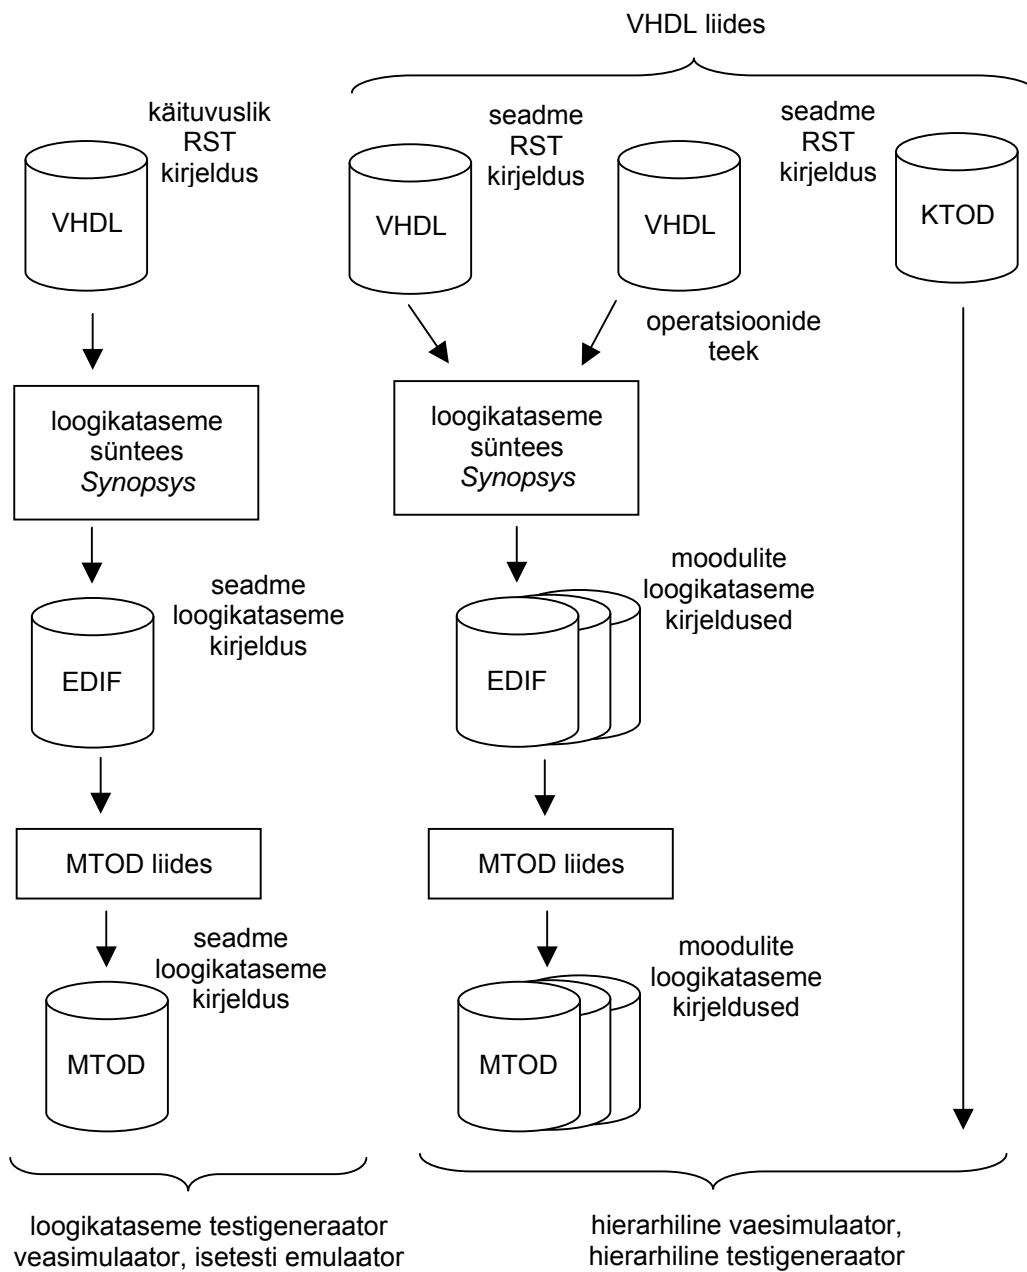 VHDL liides
käituvuslik
RST
kirjeldus
VHDL
seadme
RST
kirjeldus
VHDL
VHDL
seadme
RST
kirjeldus
KTOD
operatsioonide
teek
loogikataseme
süntees
Synopsys
loogikataseme
süntees
Synopsys
seadme
loogikataseme
kirjeldus
EDIF
moodulite
loogikataseme
kirjeldused
EDIF
MTOD liides
MTOD liides
seadme
loogikataseme
kirjeldus
MTOD
moodulite
loogikataseme
kirjeldused
MTOD
loogikataseme testigeneraator
veasimulaator, isetesti emulaator
hierarhiline vaesimulaator,
hierarhiline testigeneraator